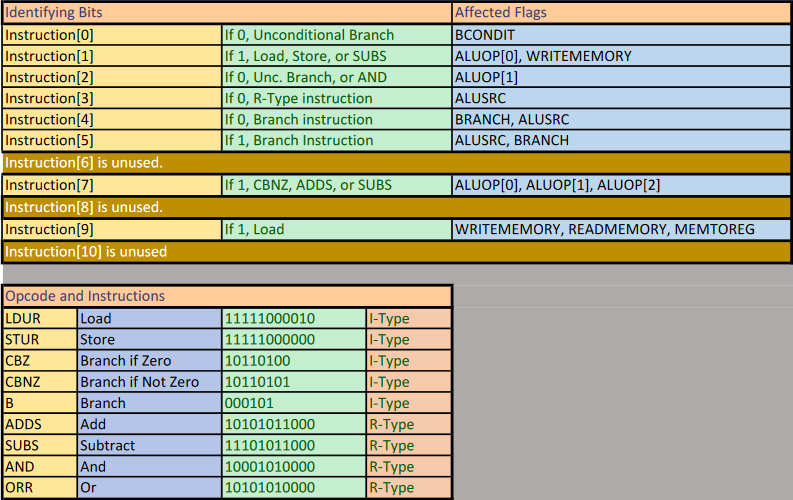 Identifying Bits Affected Flags
Instruction[0] If 0, Unconditional Branch BCONDIT
Instruction[1] If 1, Load, Store, or SUBS ALUOP[0], WRITEMEMORY
Instruction[2] If 0, Unc. Branch, or AND ALUOP[1]
Instruction[3] If 0, R-Type instruction ALUSRC
Instruction[4] If 0, Branch instruction BRANCH, ALUSRC
Instruction[5] If 1, Branch Instruction ALUSRC, BRANCH
Instruction[6] is unused.
Instruction[7] If 1, CBNZ, ADDS, or SUBS ALUOP[0], ALUOP[1], ALUOP[2]
Instruction[8] is unused.
Instruction[9] If 1, Load WRITEMEMORY, READMEMORY, MEMTOREG
Instruction[10] is unused
Opcode and Instructions
LDUR Load 11111000010 I-Type
STUR Store 11111000000 I-Type
CBZ Branch if Zero 10110100 I-Type
CBNZ Branch if Not Zero 10110101 I-Type
B Branch 000101 I-Type
ADDS Add 10101011000 R-Type
SUBS Subtract 11101011000 R-Type
AND And 10001010000 R-Type
ORR Or 10101010000 R-Type